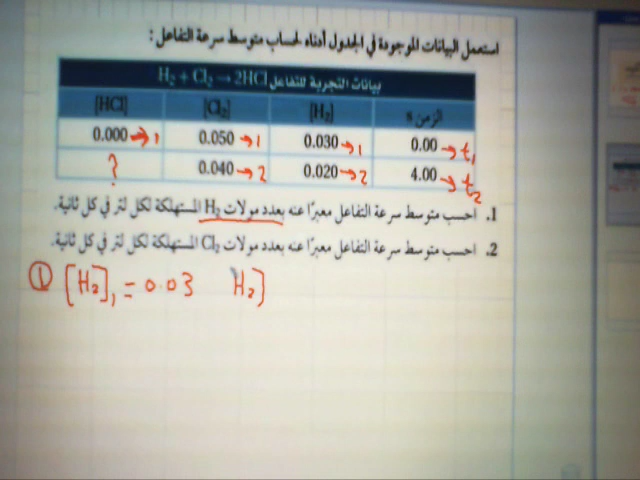 استعمل البيانات الموجودة في الجدول أدناه لحساب متوسط سرعة التفاعل:
بيانات التجربة للتفاعل H₂ + Cl₂ → 2HCl
الزمن s [H₂] [Cl₂] [HCl]
0.00 → t₁ 0.030 → 1 0.050 → 1 0.000 → 1
4.00 → t₂ 0.020 → 2 0.040 → 2 ?
1. احسب متوسط سرعة التفاعل معبرًا عنه بعدد مولات H₂ المستهلكة لكل لتر في كل ثانية.
2. احسب متوسط سرعة التفاعل معبرًا عنه بعدد مولات Cl₂ المستهلكة لكل لتر في كل ثانية.
① [H₂]₁ = 0.03 H₂]